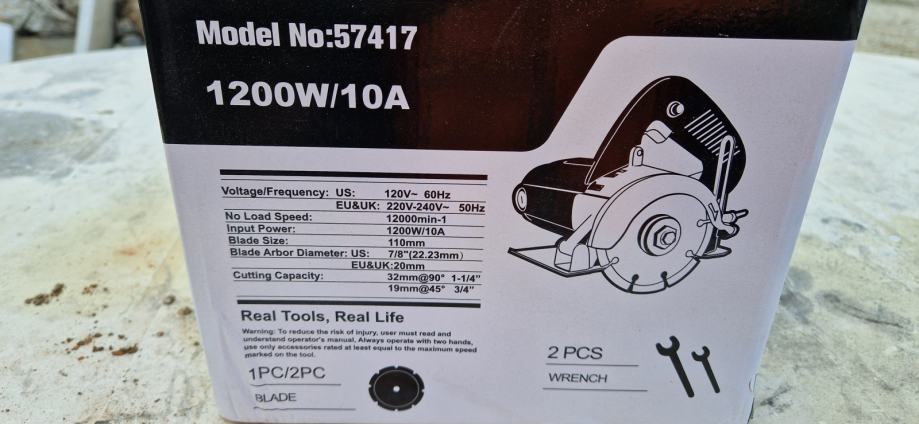 Model No:57417
1200W/10A
Voltage/Frequency: US: 120V~ 60Hz
EU&UK: 220V-240V~ 50Hz
No Load Speed: 12000min-1
Input Power: 1200W/10A
Blade Size: 110mm
Blade Arbor Diameter: US: 7/8"(22.23mm)
EU&UK:20mm
Cutting Capacity: 32mm@90° 1-1/4"
19mm@45° 3/4"
Real Tools, Real Life
Warning: To reduce the risk of injury, user must read and
understand operator's manual, Always operate with two hands,
use only accessories rated at least equal to the maximum speed
marked on the tool.
1PC/2PC
BLADE
2 PCS
WRENCH